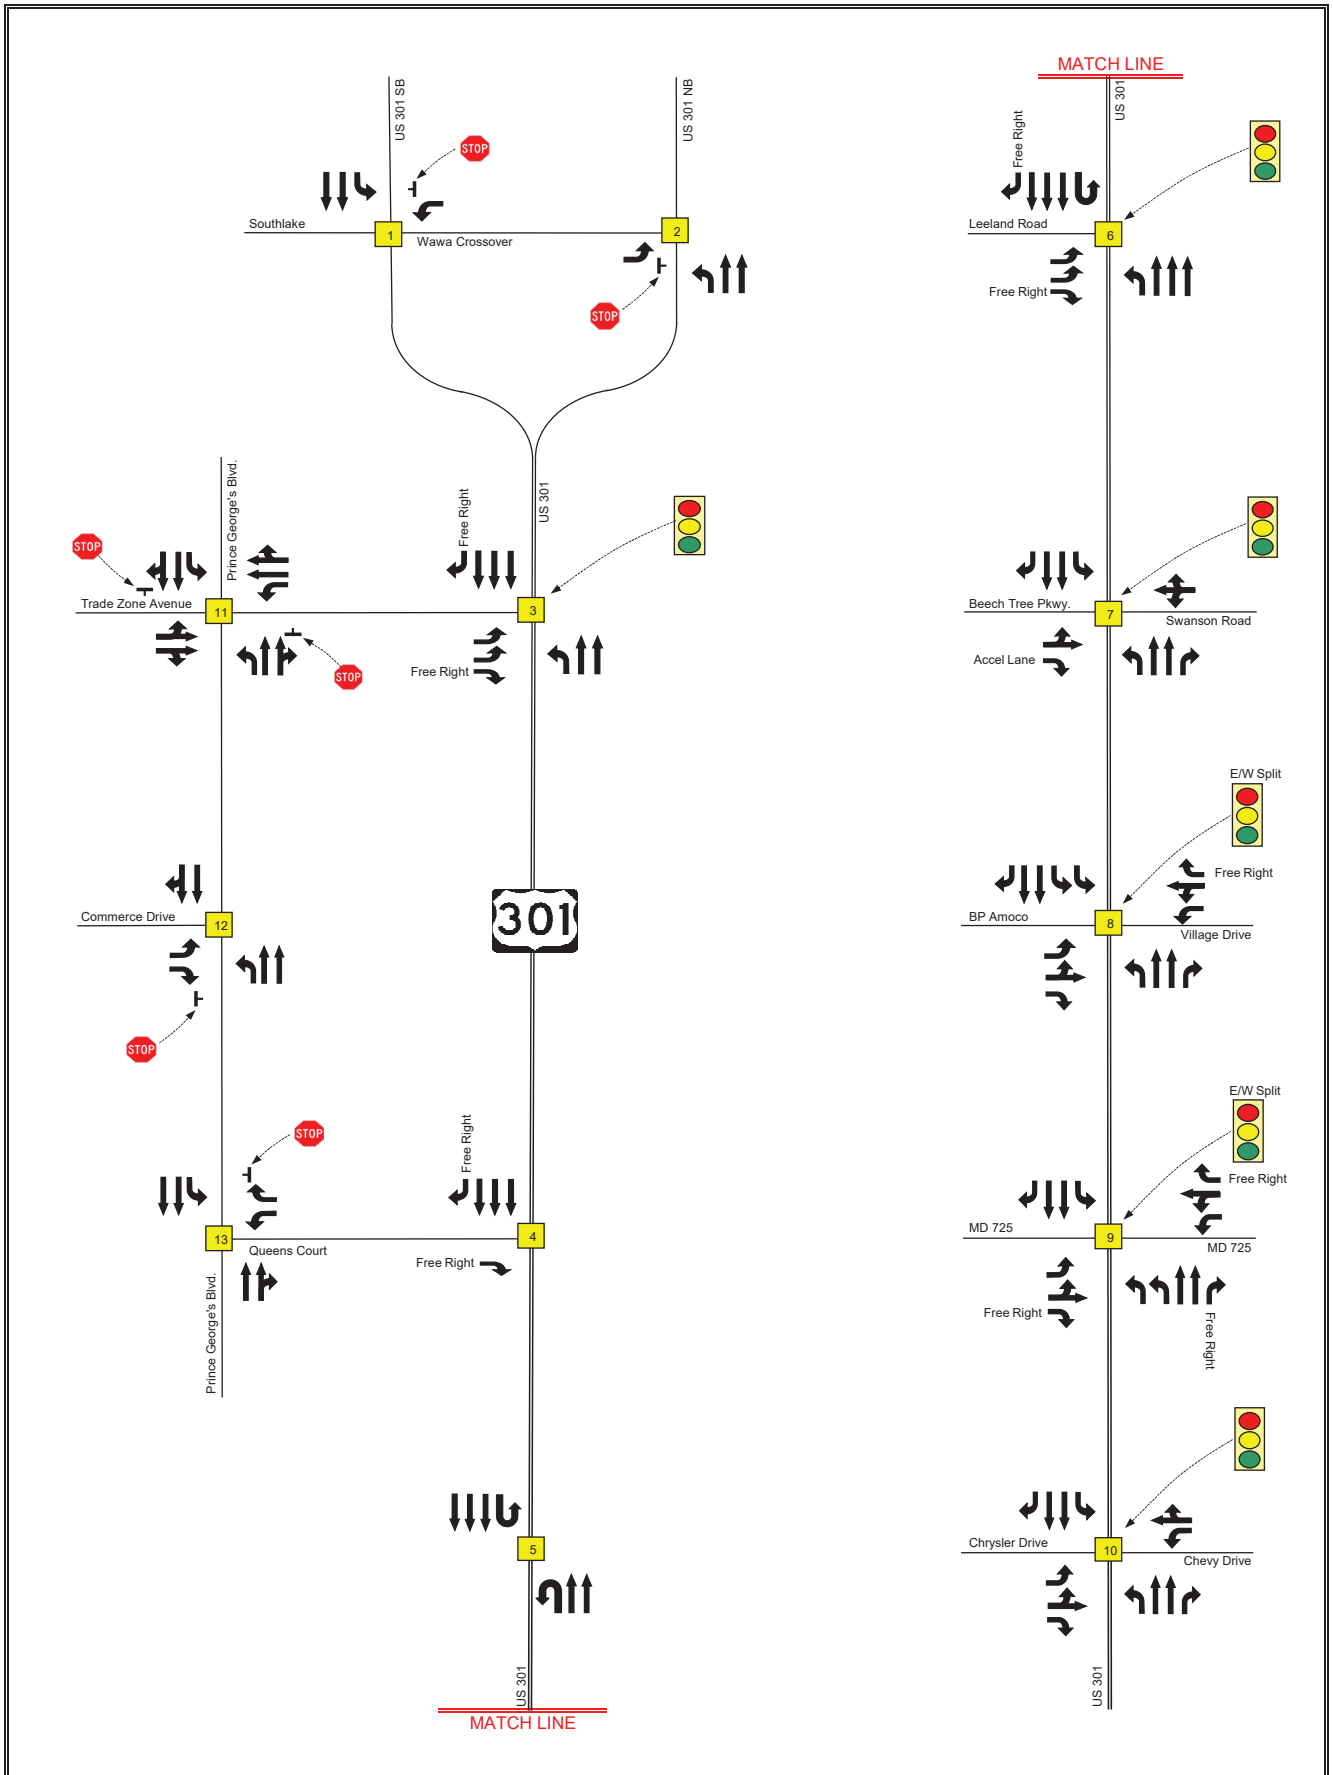 MATCH LINE
US 301 SB
US 301 NB
US 301
STOP
Free Right
Southlake
1
Wawa Crossover
2
STOP
Leeland Road
6
Free Right
Prince George's Blvd.
Free Right
US 301
STOP
Trade Zone Avenue
11
3
Free Right
STOP
Beech Tree Pkwy.
7
Swanson Road
Accel Lane
E/W Split
Free Right
Commerce Drive
12
301
BP Amoco
8
Village Drive
STOP
E/W Split
STOP
Free Right
Free Right
13
Queens Court
4
Free Right
MD 725
9
MD 725
Prince George's Blvd.
Free Right
Free Right
5
Chrysler Drive
10
Chevy Drive
US 301
US 301
MATCH LINE